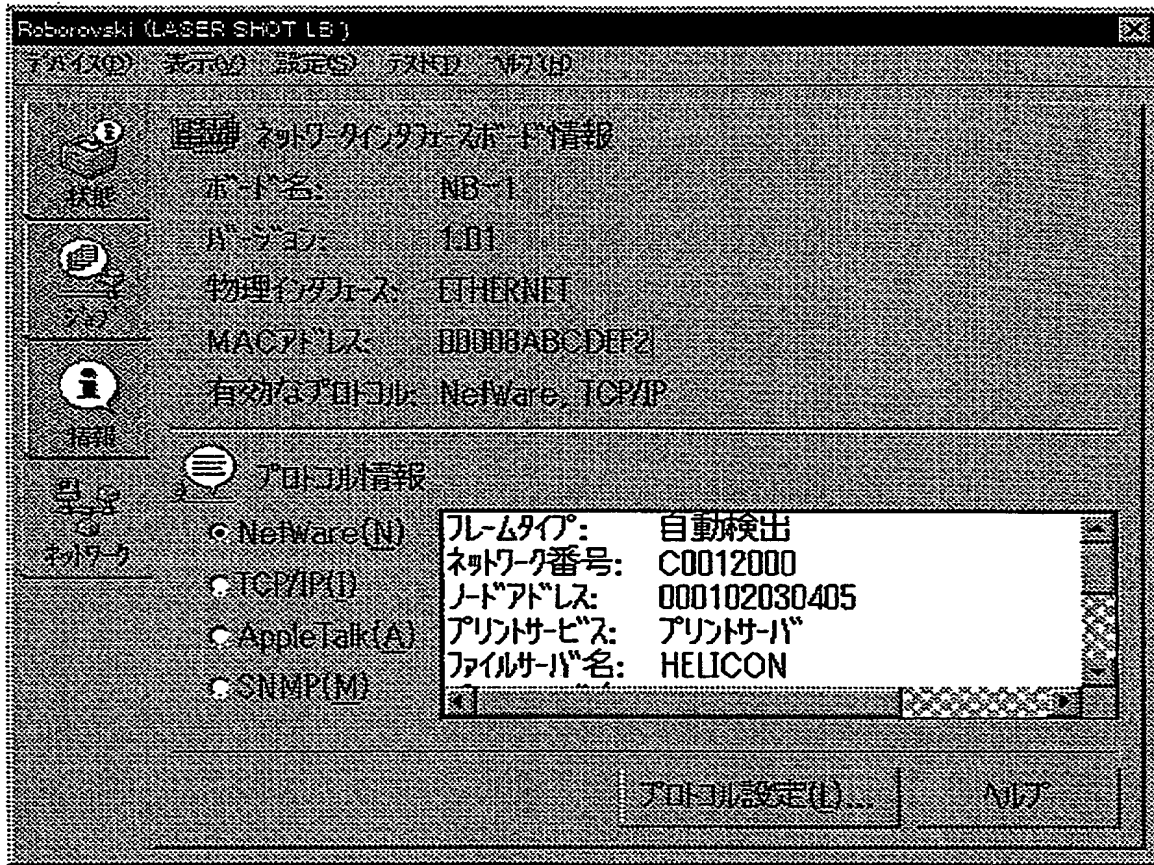 Roborovski (LASER SHOT LB )
デバイス(D) 表示(V) 設定(S) テスト(T) ヘルプ(H)
状態
ジョブ
情報
ネットワーク
ネットワークインタフェースボード情報
ボード名: NB-1
バージョン: 1.01
物理インタフェース: ETHERNET
MACアドレス: 00008ABCDEF2
有効なプロトコル: NetWare, TCP/IP
プロトコル情報
NetWare(N)
TCP/IP(I)
AppleTalk(A)
SNMP(M)
フレームタイプ: 自動検出
ネットワーク番号: C0012000
ノードアドレス: 000102030405
プリントサービス: プリントサーバ
ファイルサーバ名: HELICON
プロトコル設定(L)... ヘルプ